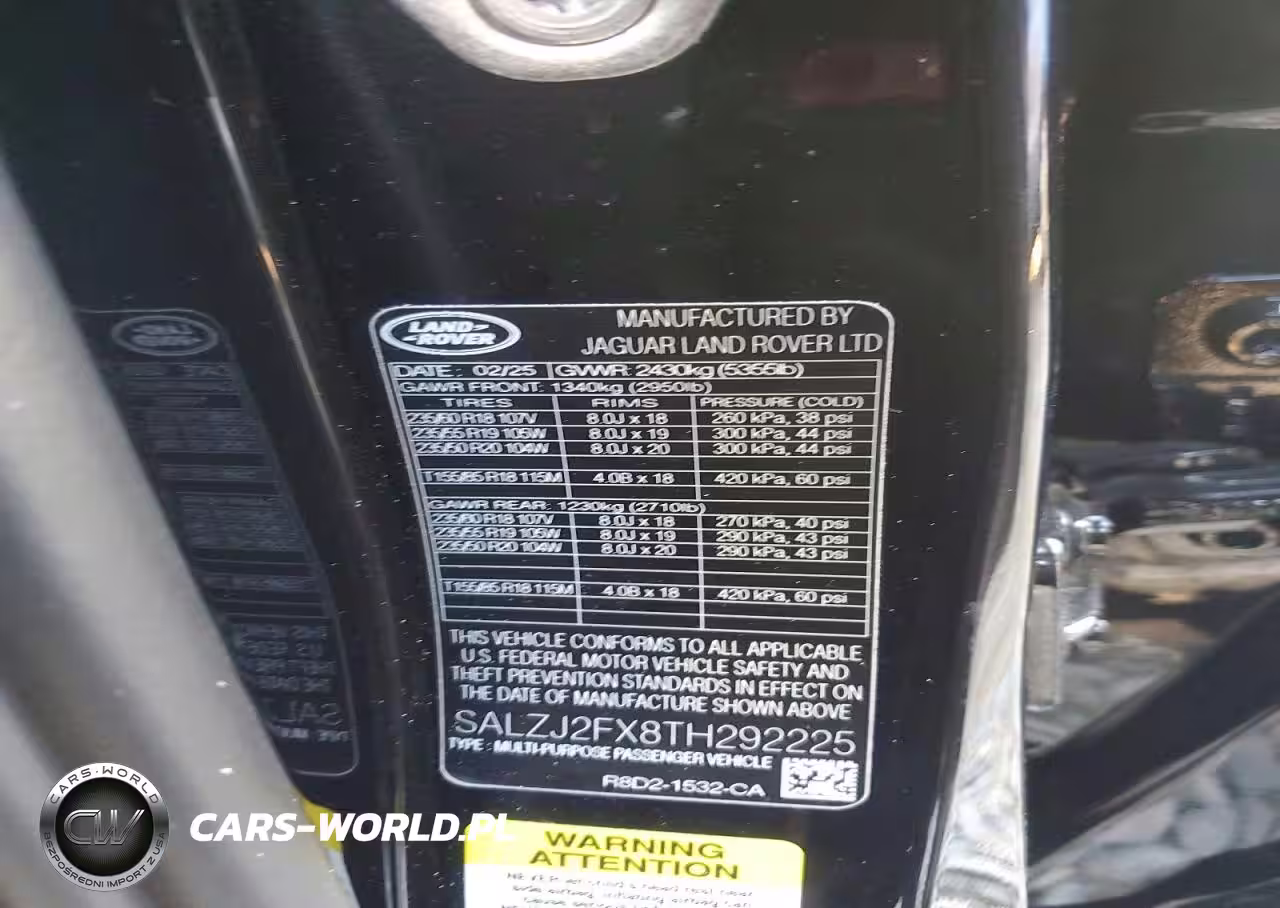 LAND-
-ROVER
MANUFACTURED BY
JAGUAR LAND ROVER LTD
DATE: 02/25 GVWR: 2430kg (5355lb)
GAWR FRONT: 1340kg (2950lb)
TIRES RIMS PRESSURE (COLD)
235/60 R18 107V 8.0J x 18 260 kPa, 38 psi
235/55 R19 105W 8.0J x 19 300 kPa, 44 psi
235/50 R20 104W 8.0J x 20 300 kPa, 44 psi
T155/85 R18 115M 4.0B x 18 420 kPa, 60 psi
GAWR REAR: 1230kg (2710lb)
235/60 R18 107V 8.0J x 18 270 kPa, 40 psi
235/55 R19 105W 8.0J x 19 290 kPa, 43 psi
235/50 R20 104W 8.0J x 20 290 kPa, 43 psi
T155/85 R18 115M 4.0B x 18 420 kPa, 60 psi
THIS VEHICLE CONFORMS TO ALL APPLICABLE
U.S. FEDERAL MOTOR VEHICLE SAFETY AND
THEFT PREVENTION STANDARDS IN EFFECT ON
THE DATE OF MANUFACTURE SHOWN ABOVE
SALZJ2FX8TH292225
TYPE : MULTI-PURPOSE PASSENGER VEHICLE
R8D2-1532-CA
WARNING
ATTENTION
CARS-WORLD
CW
BEZPOŚREDNI IMPORT Z USA
CARS-WORLD.PL